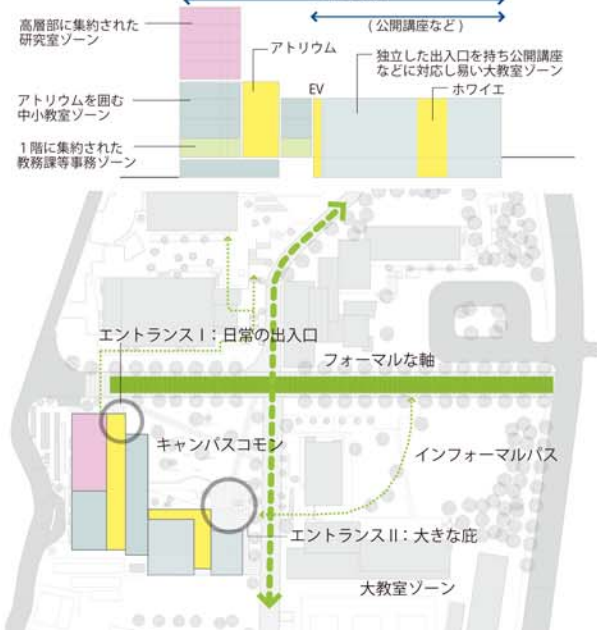 (公開講座など)
高層部に集約された
研究室ゾーン
アトリウム
独立した出入口を持ち公開講座
などに対応し易い大教室ゾーン
EV
ホワイエ
アトリウムを囲む
中小教室ゾーン
1階に集約された
教務課等事務ゾーン
エントランスⅠ：日常の出入口
フォーマルな軸
キャンパスコモン
インフォーマルパス
エントランスⅡ：大きな庇
大教室ゾーン